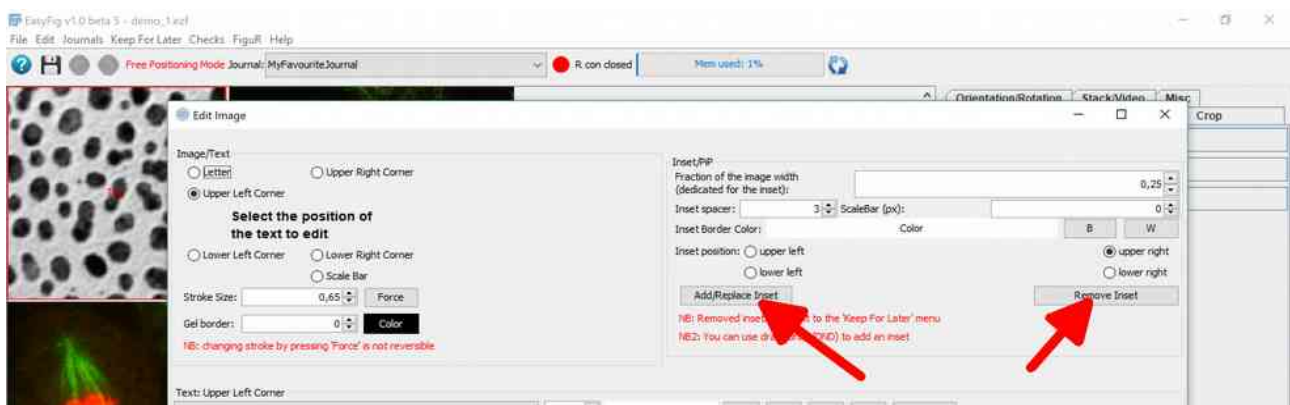 EasyFig v1.0 beta 5 - demo_1.ezf
File Edit Journals Keep For Later Checks FiguR Help
Free Positioning Mode Journal: MyFavouriteJournal R con closed Mem used: 1%
Orientation/Rotation Stack/Video Misc
Crop
Edit Image
Image/Text
Letter Upper Right Corner
Upper Left Corner
Select the position of
the text to edit
Lower Left Corner Lower Right Corner
Scale Bar
Stroke Size: 0,65 Force
Gel border: 0 Color
NB: changing stroke by pressing 'Force' is not reversible
Inset/PiP
Fraction of the image width
(dedicated for the inset): 0,25
Inset spacer: 3 ScaleBar (px): 0
Inset Border Color: Color B W
Inset position: upper left upper right
lower left lower right
Add/Replace Inset Remove Inset
NB: Removed inset to the 'Keep For Later' menu
NB2: You can use (DND) to add an inset
Text: Upper Left Corner